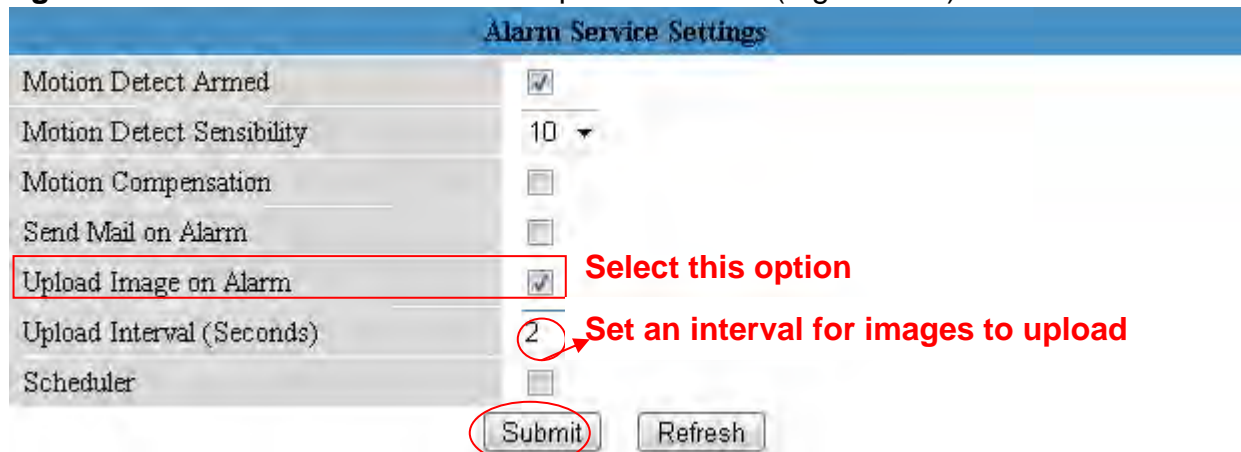 Alarm Service Settings
Motion Detect Armed
Motion Detect Sensibility 10
Motion Compensation
Send Mail on Alarm
Upload Image on Alarm Select this option
Upload Interval (Seconds) 2 Set an interval for images to upload
Scheduler
Submit Refresh